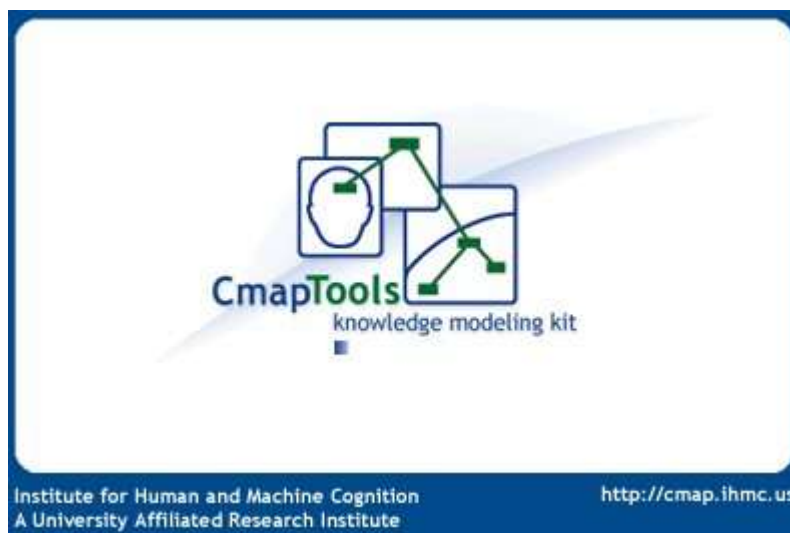 CmapTools
knowledge modeling kit
Institute for Human and Machine Cognition
http://cmap.ihmc.us
A University Affiliated Research Institute